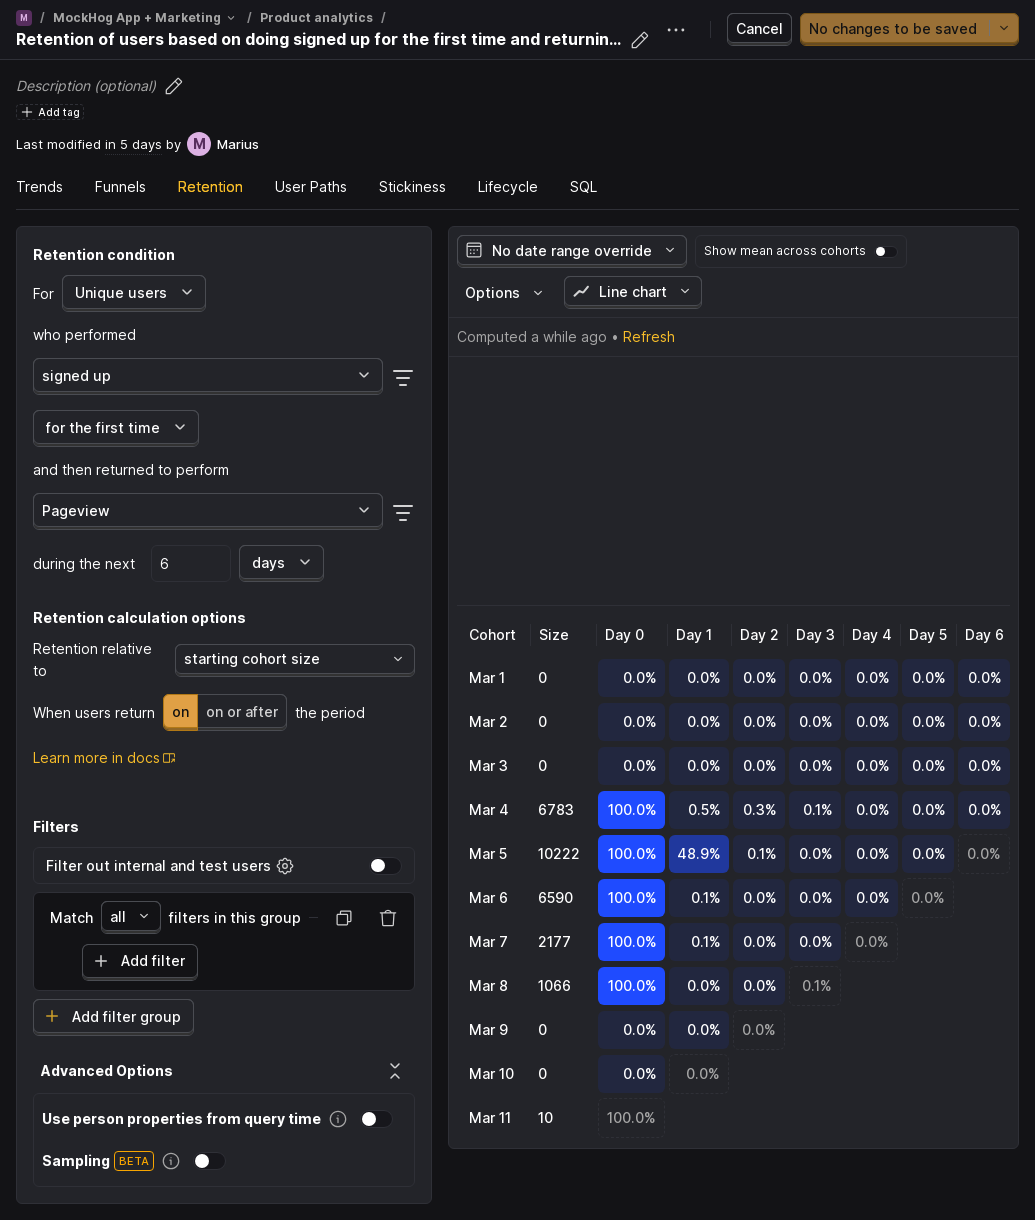 M / MockHog App + Marketing / Product analytics /
Retention of users based on doing signed up for the first time and returnin...
Cancel
No changes to be saved
Description (optional)
Add tag
Last modified in 5 days by M Marius
Trends Funnels Retention User Paths Stickiness Lifecycle SQL
Retention condition
For Unique users
who performed
signed up
for the first time
and then returned to perform
Pageview
during the next 6 days
Retention calculation options
Retention relative
to
starting cohort size
When users return on on or after the period
Learn more in docs
Filters
Filter out internal and test users
Match all filters in this group
Add filter
Add filter group
Advanced Options
Use person properties from query time
Sampling BETA
No date range override
Show mean across cohorts
Options
Line chart
Computed a while ago • Refresh
Cohort Size Day 0 Day 1 Day 2 Day 3 Day 4 Day 5 Day 6
Mar 1 0 0.0% 0.0% 0.0% 0.0% 0.0% 0.0% 0.0%
Mar 2 0 0.0% 0.0% 0.0% 0.0% 0.0% 0.0% 0.0%
Mar 3 0 0.0% 0.0% 0.0% 0.0% 0.0% 0.0% 0.0%
Mar 4 6783 100.0% 0.5% 0.3% 0.1% 0.0% 0.0% 0.0%
Mar 5 10222 100.0% 48.9% 0.1% 0.0% 0.0% 0.0% 0.0%
Mar 6 6590 100.0% 0.1% 0.0% 0.0% 0.0% 0.0%
Mar 7 2177 100.0% 0.1% 0.0% 0.0% 0.0%
Mar 8 1066 100.0% 0.0% 0.0% 0.1%
Mar 9 0 0.0% 0.0% 0.0%
Mar 10 0 0.0% 0.0%
Mar 11 10 100.0%